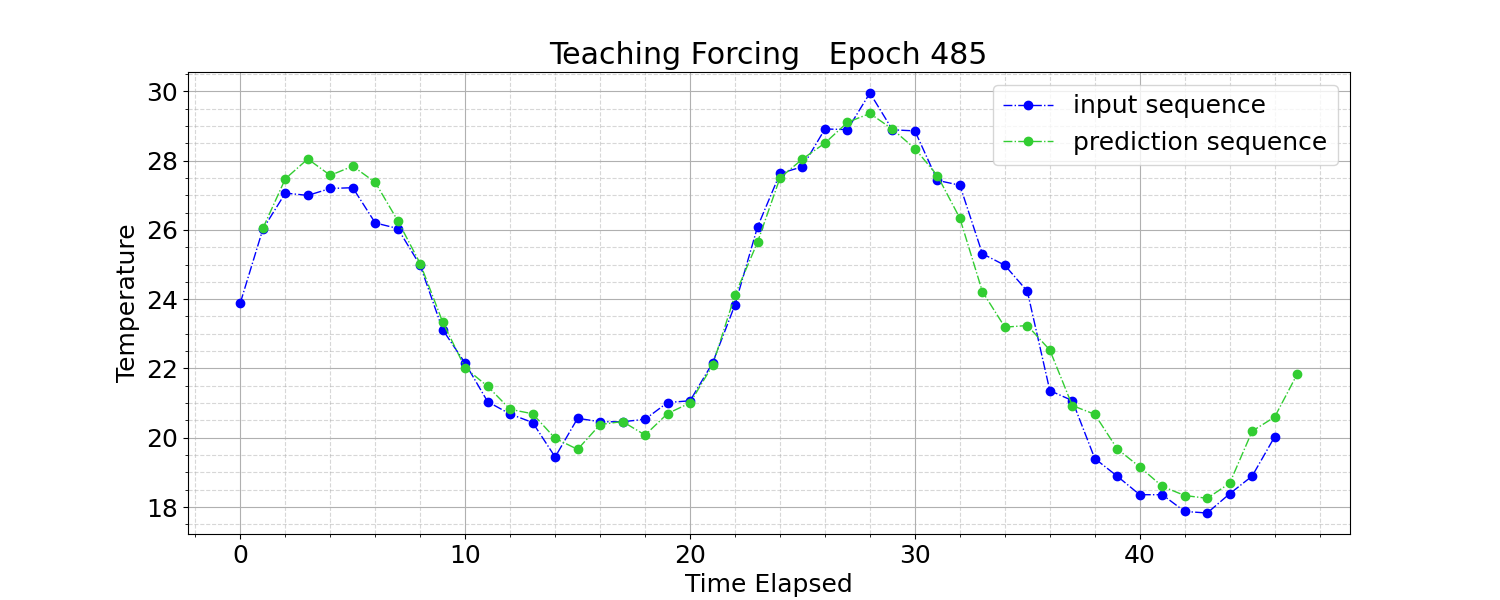 Teaching Forcing   Epoch 485
30
28
26
24
22
20
18
Temperature
input sequence
prediction sequence
0
10
20
30
40
Time Elapsed